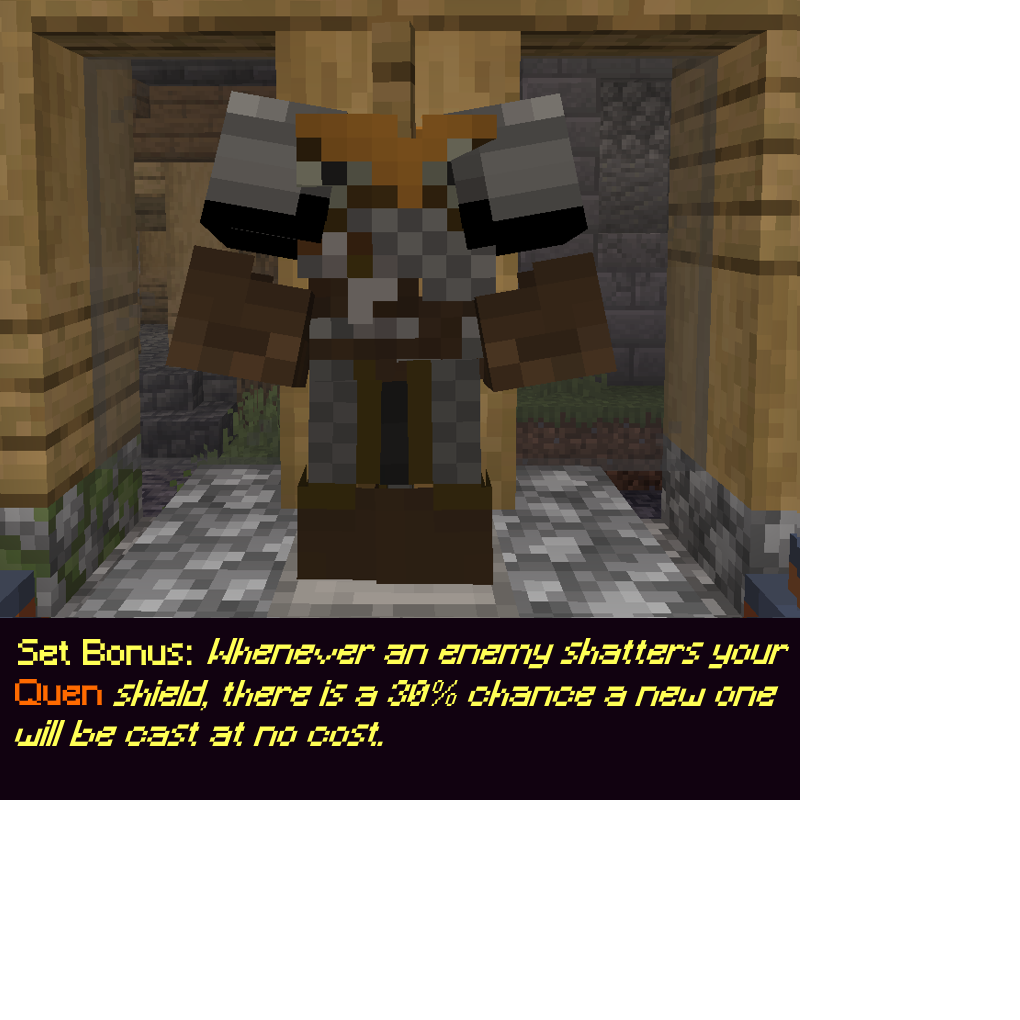 Set Bonus: Whenever an enemy shatters your
Quen shield, there is a 30% chance a new one
will be cast at no cost.